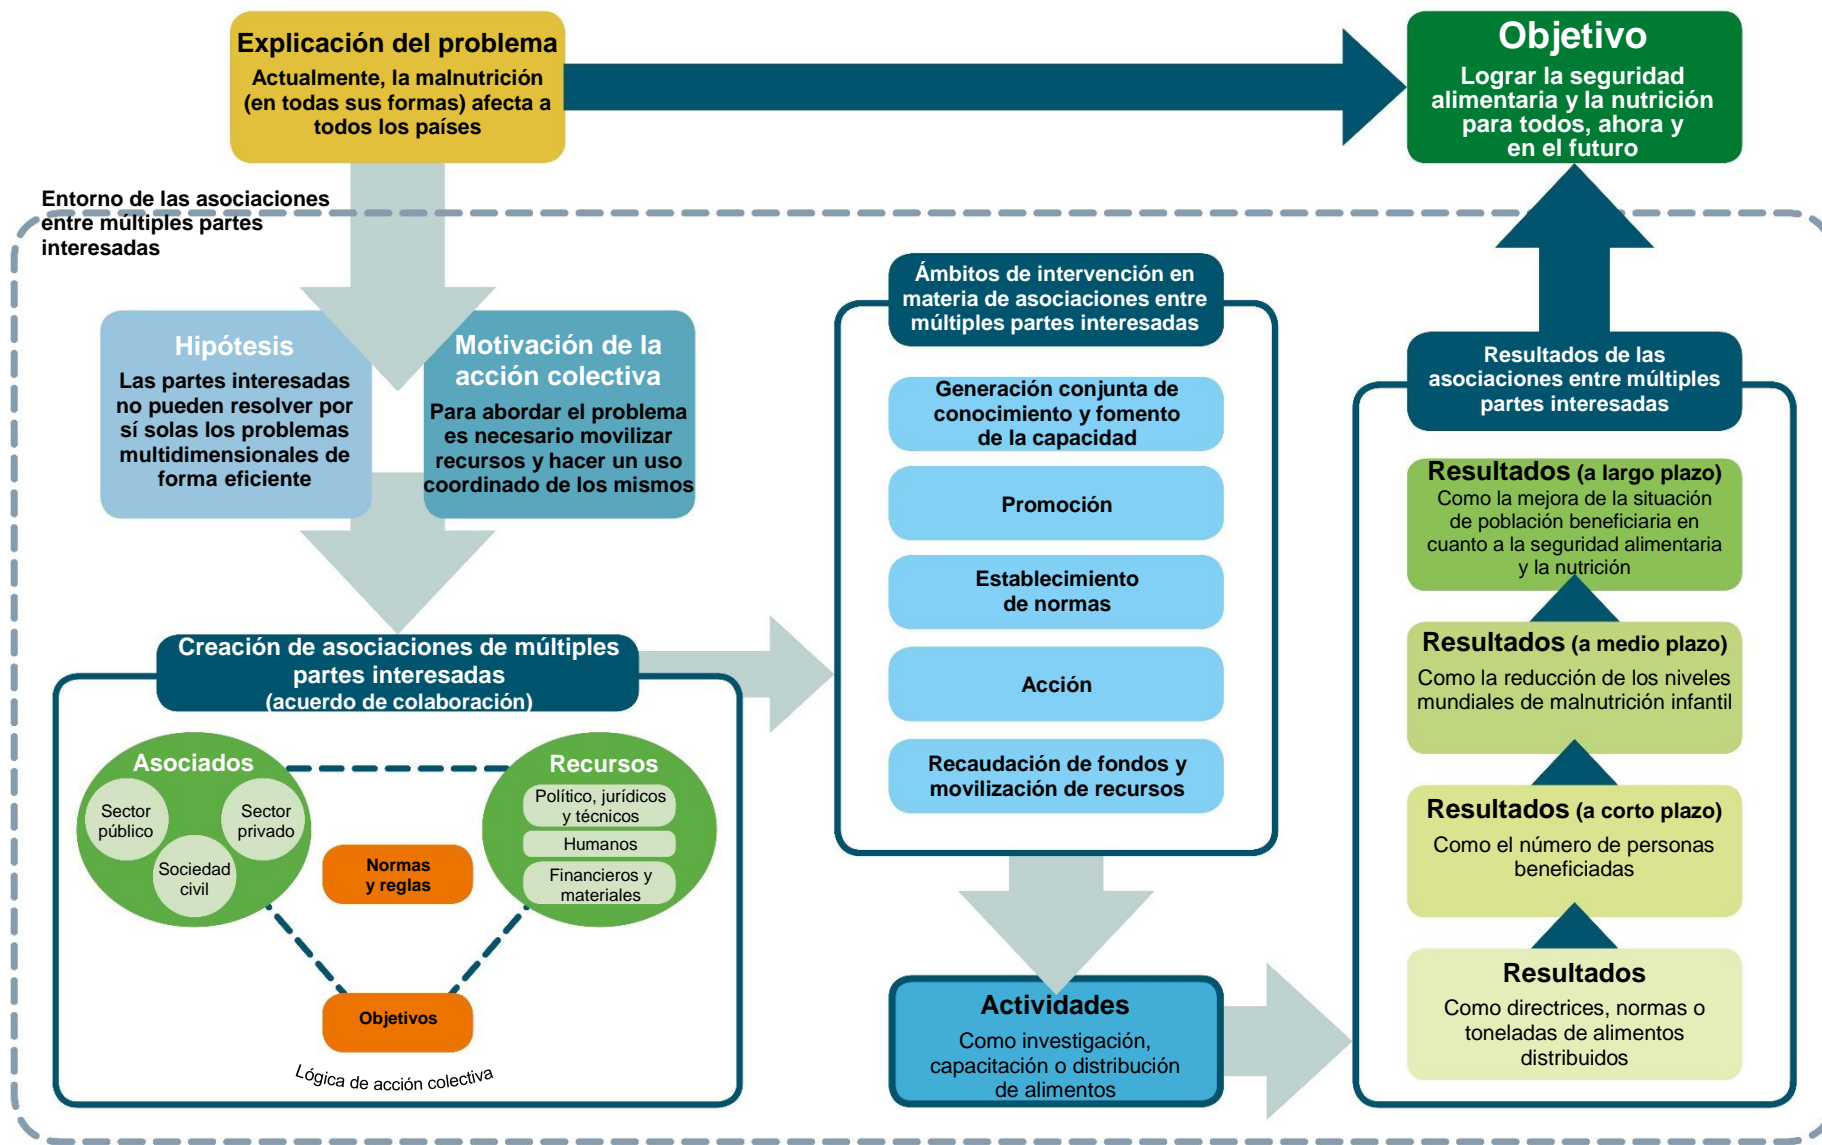 Explicación del problema
Actualmente, la malnutrición
(en todas sus formas) afecta a
todos los países
Objetivo
Lograr la seguridad
alimentaria y la nutrición
para todos, ahora y
en el futuro
Entorno de las asociaciones
entre múltiples partes
interesadas
Hipótesis
Las partes interesadas
no pueden resolver por
sí solas los problemas
multidimensionales de
forma eficiente
Motivación de la
acción colectiva
Para abordar el problema
es necesario movilizar
recursos y hacer un uso
coordinado de los mismos
Creación de asociaciones de múltiples
partes interesadas
(acuerdo de colaboración)
Asociados
Sector
público
Sector
privado
Sociedad
civil
Recursos
Político, jurídicos
y técnicos
Humanos
Financieros y
materiales
Normas
y reglas
Objetivos
Lógica de acción colectiva
Ámbitos de intervención en
materia de asociaciones entre
múltiples partes interesadas
Generación conjunta de
conocimiento y fomento
de la capacidad
Promoción
Establecimiento
de normas
Acción
Recaudación de fondos y
movilización de recursos
Actividades
Como investigación,
capacitación o distribución
de alimentos
Resultados de las
asociaciones entre múltiples
partes interesadas
Resultados (a largo plazo)
Como la mejora de la situación
de población beneficiaria en
cuanto a la seguridad alimentaria
y la nutrición
Resultados (a medio plazo)
Como la reducción de los niveles
mundiales de malnutrición infantil
Resultados (a corto plazo)
Como el número de personas
beneficiadas
Resultados
Como directrices, normas o
toneladas de alimentos
distribuidos